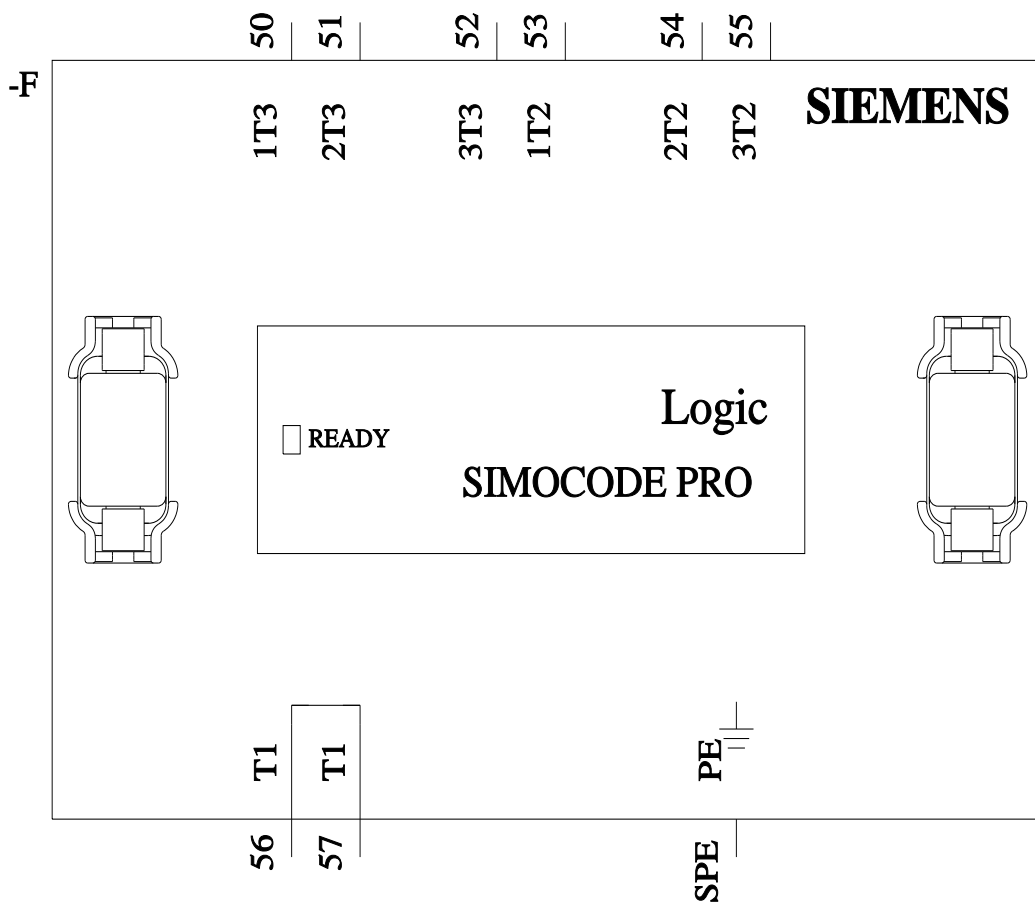 50 51 52 53 54 55
-F
1T3 2T3 3T3 1T2 2T2 3T2
SIEMENS
Logic
READY
SIMOCODE PRO
T1 T1 PE
56 57 SPE